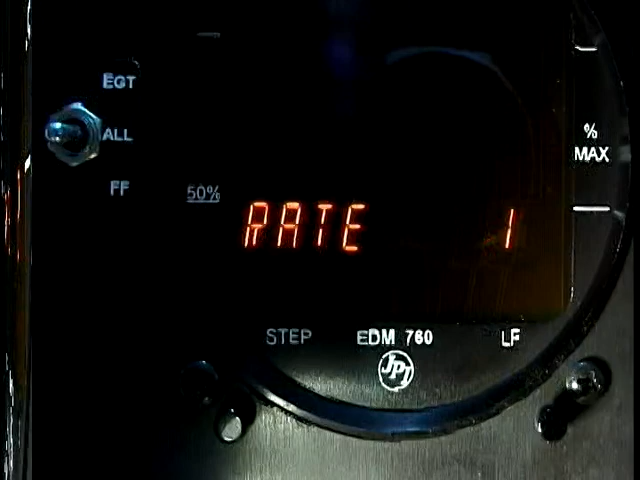 EGT
ALL
FF
50%
% MAX
RATE 1
STEP EDM 760 LF
JPI